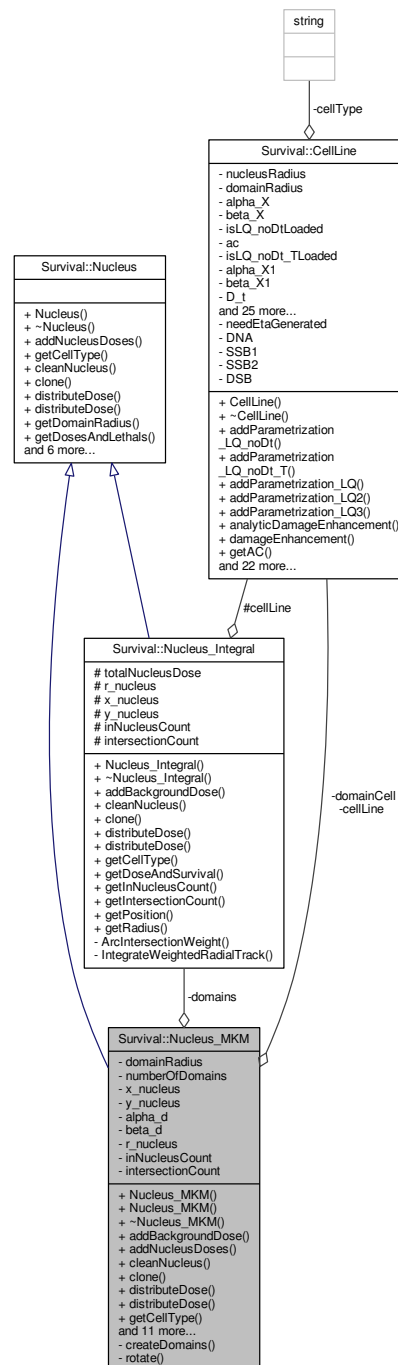 string
-cellType
Survival::CellLine
- nucleusRadius
- domainRadius
- alpha_X
- beta_X
- isLQ_noDtLoaded
- ac
- isLQ_noDt_TLoaded
- alpha_X1
- beta_X1
- D_t
and 25 more...
- needEtaGenerated
- DNA
- SSB1
- SSB2
- DSB
+ CellLine()
+ ~CellLine()
+ addParametrization
_LQ_noDt()
+ addParametrization
_LQ_noDt_T()
+ addParametrization_LQ()
+ addParametrization_LQ2()
+ addParametrization_LQ3()
+ analyticDamageEnhancement()
+ damageEnhancement()
+ getAC()
and 22 more...
Survival::Nucleus
+ Nucleus()
+ ~Nucleus()
+ addNucleusDoses()
+ getCellType()
+ cleanNucleus()
+ clone()
+ distributeDose()
+ distributeDose()
+ getDomainRadius()
+ getDosesAndLethals()
and 6 more...
#cellLine
Survival::Nucleus_Integral
# totalNucleusDose
# r_nucleus
# x_nucleus
# y_nucleus
# inNucleusCount
# intersectionCount
+ Nucleus_Integral()
+ ~Nucleus_Integral()
+ addBackgroundDose()
+ cleanNucleus()
+ clone()
+ distributeDose()
+ distributeDose()
+ getCellType()
+ getDoseAndSurvival()
+ getInNucleusCount()
+ getIntersectionCount()
+ getPosition()
+ getRadius()
- ArcIntersectionWeight()
- IntegrateWeightedRadialTrack()
-domainCell
-cellLine
-domains
Survival::Nucleus_MKM
- domainRadius
- numberOfDomains
- x_nucleus
- y_nucleus
- alpha_d
- beta_d
- r_nucleus
- inNucleusCount
- intersectionCount
+ Nucleus_MKM()
+ Nucleus_MKM()
+ ~Nucleus_MKM()
+ addBackgroundDose()
+ addNucleusDoses()
+ cleanNucleus()
+ clone()
+ distributeDose()
+ distributeDose()
+ getCellType()
and 11 more...
- createDomains()
- rotate()